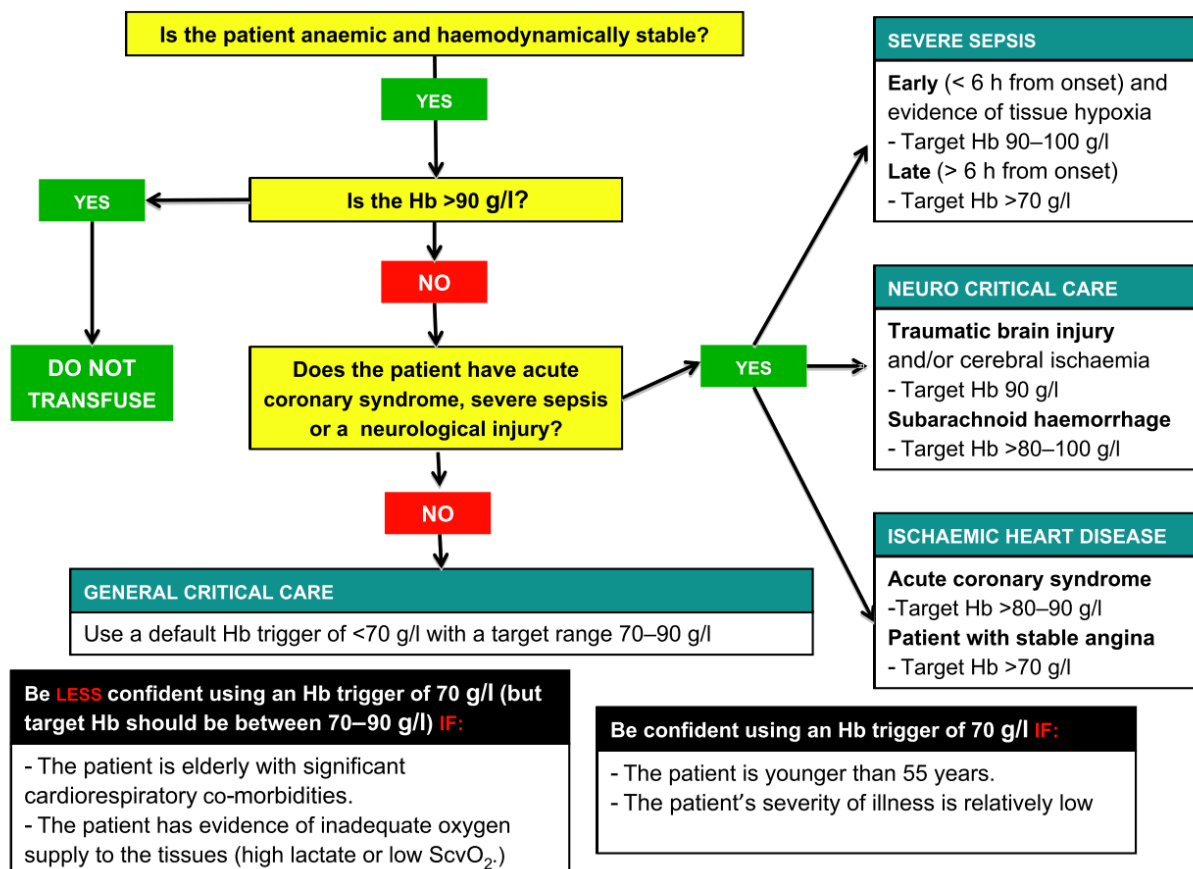 Is the patient anaemic and haemodynamically stable?
YES
Is the Hb >90 g/l?
YES
DO NOT
TRANSFUSE
NO
Does the patient have acute
coronary syndrome, severe sepsis
or a neurological injury?
YES
NO
GENERAL CRITICAL CARE
Use a default Hb trigger of <70 g/l with a target range 70–90 g/l
SEVERE SEPSIS
Early (< 6 h from onset) and
evidence of tissue hypoxia
- Target Hb 90–100 g/l
Late (> 6 h from onset)
- Target Hb >70 g/l
NEURO CRITICAL CARE
Traumatic brain injury
and/or cerebral ischaemia
- Target Hb 90 g/l
Subarachnoid haemorrhage
- Target Hb >80–100 g/l
ISCHAEMIC HEART DISEASE
Acute coronary syndrome
-Target Hb >80–90 g/l
Patient with stable angina
- Target Hb >70 g/l
Be LESS confident using an Hb trigger of 70 g/l (but
target Hb should be between 70–90 g/l) IF:
- The patient is elderly with significant
cardiorespiratory co-morbidities.
- The patient has evidence of inadequate oxygen
supply to the tissues (high lactate or low ScvO₂.)
Be confident using an Hb trigger of 70 g/l IF:
- The patient is younger than 55 years.
- The patient’s severity of illness is relatively low